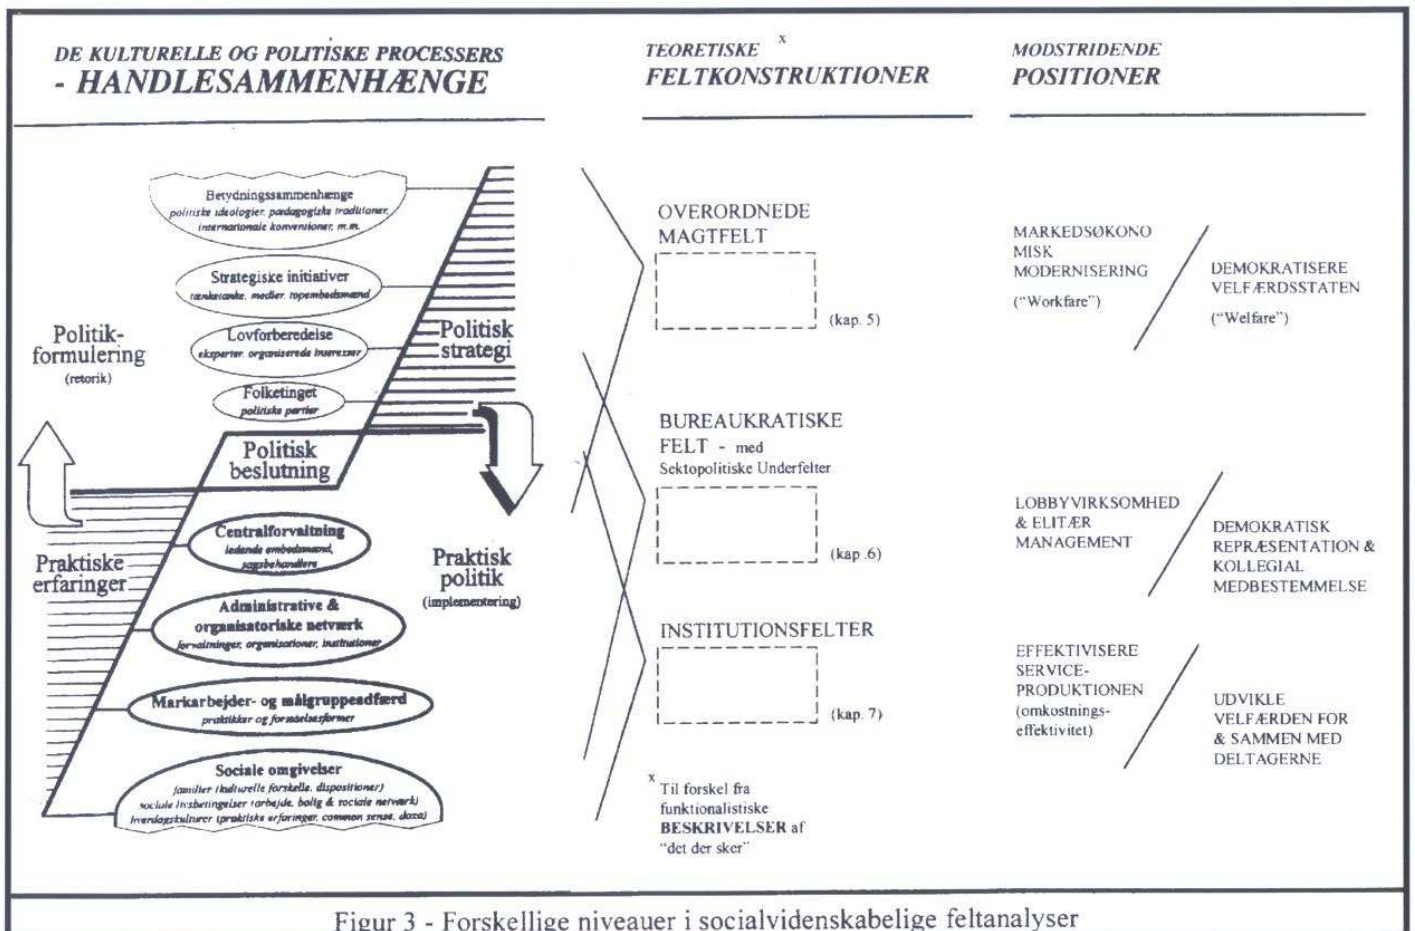 DE KULTURELLE OG POLITISKE PROCESSERS
- HANDLESAMMENHÆNGE
TEORETISKE x
FELTKONSTRUKTIONER
MODSTRIDENDE
POSITIONER
Betydningssammenhænge
politiske ideologier, pædagogiske traditioner,
internationale konventioner, m.m.
Strategiske initiativer
tænketanke, medier, topembedsmænd
Lovforberedelse
eksperter, organiserede interesser
Folketinget
politiske partier
Politik-
formulering
(retorik)
Politisk
strategi
Politisk
beslutning
Praktiske
erfaringer
Praktisk
politik
(implementering)
Centralforvaltning
ledende embedsmænd,
sagsbehandlere
Administrative &
organisatoriske netværk
forvaltninger, organisationer, institutioner
Markarbejder- og målgruppeadfærd
praktikker og forståelsesformer
Sociale omgivelser
familier (kulturelle forskelle, dispositioner)
sociale livsbetingelser (arbejde, bolig & sociale netværk)
hverdagskulturer (praktiske erfaringer, common sense, doxa)
OVERORDNEDE
MAGTFELT
(kap. 5)
BUREAUKRATISKE
FELT - med
Sektopolitiske Underfelter
(kap .6)
INSTITUTIONSFELTER
(kap. 7)
x Til forskel fra
funktionalistiske
BESKRIVELSER af
"det der sker"
MARKEDSØKONO
MISK
MODERNISERING
("Workfare")
DEMOKRATISERE
VELFÆRDSSTATEN
("Welfare")
LOBBYVIRKSOMHED
& ELITÆR
MANAGEMENT
DEMOKRATISK
REPRÆSENTATION &
KOLLEGIAL
MEDBESTEMMELSE
EFFEKTIVISERE
SERVICE-
PRODUKTIONEN
(omkostnings-
effektivitet)
UDVIKLE
VELFÆRDEN FOR
& SAMMEN MED
DELTAGERNE
Figur 3 - Forskellige niveauer i socialvidenskabelige feltanalyser